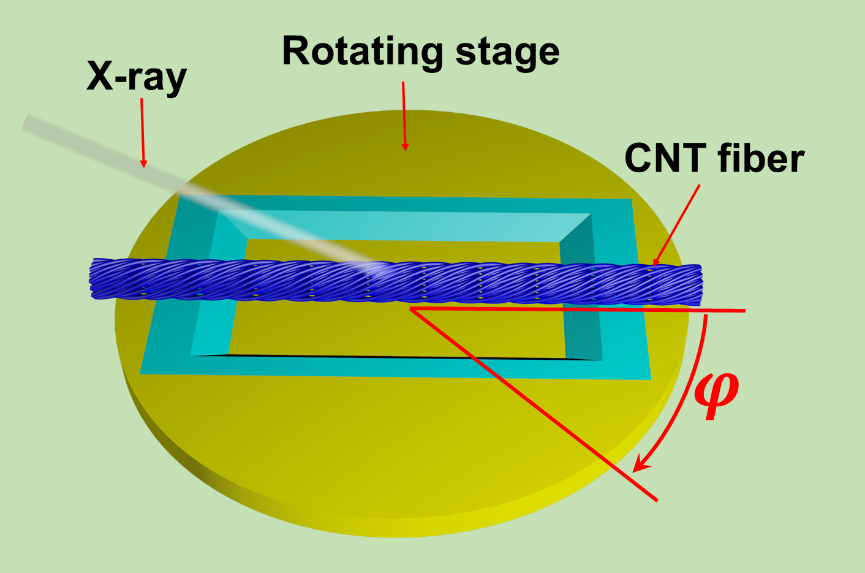 Rotating stage
X-ray
CNT fiber
φ